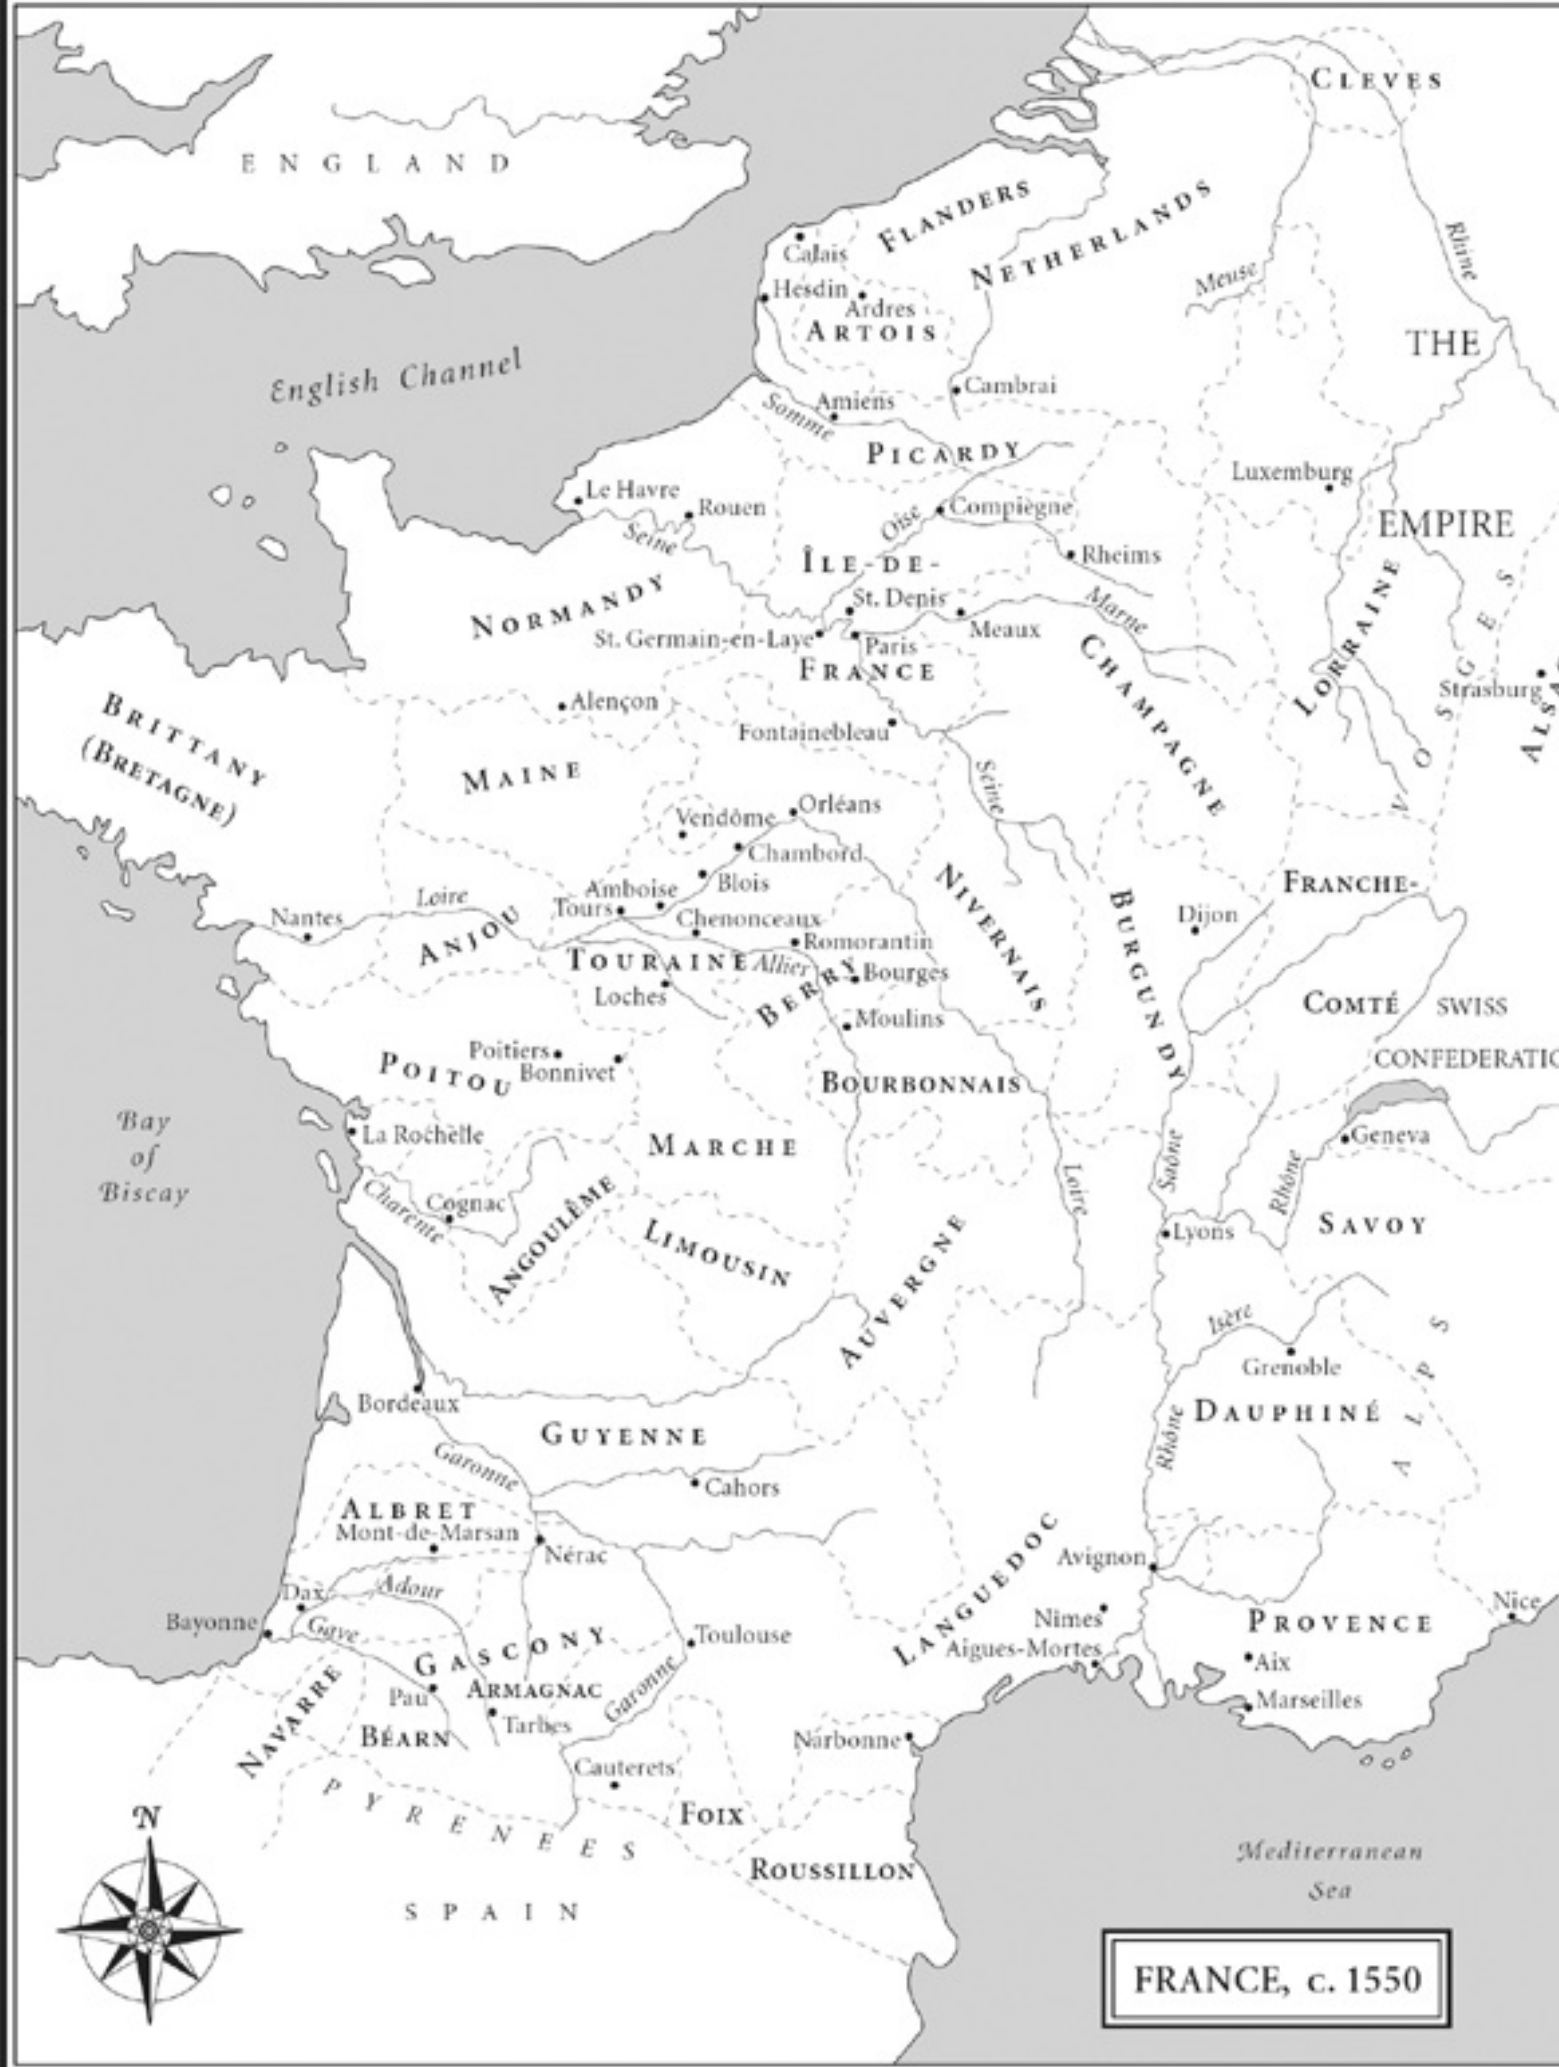 CLEVES
ENGLAND
FLANDERS
NETHERLANDS
Calais
Rhine
Meuse
Hesdin
Ardres
ARTOIS
THE
English Channel
Cambrai
Amiens
Somme
PICARDY
Luxemburg
Le Havre
Rouen
Oise
Compiègne
EMPIRE
Seine
ÎLE-DE-
Rheims
NORMANDY
St. Denis
Marne
LORRAINE
St. Germain-en-Laye
Paris
Meaux
FRANCE
CHAMPAGNE
VOSGES
Strasburg
ALSA
Alençon
Fontainebleau
BRITTANY
(BRETAGNE)
MAINE
Seine
Orléans
Vendôme
Chambord
Blois
Amboise
Tours
Loire
Nantes
ANJOU
Chenonceaux
NIVERNAIS
BURGUNDY
FRANCHE-
Dijon
Romorantin
TOURAINE
Allier
Bourges
Loches
BERRY
COMTÉ
SWISS
Moulins
CONFEDERATIO
Poitiers
Bonnivet
POITOU
BOURBONNAIS
Bay
of
Biscay
La Rochelle
MARCHE
Saône
Geneva
Loire
Rhône
Charente
Cognac
ANGOULÊME
LIMOUSIN
Lyons
SAVOY
AUVERGNE
Isère
Grenoble
ALPS
Bordeaux
DAUPHINÉ
GUYENNE
Rhône
Garonne
Cahors
ALBRET
Mont-de-Marsan
Nérac
LANGUEDOC
Avignon
Dax
Adour
Nîmes
Nice
Bayonne
Gave
GASCONY
Toulouse
PROVENCE
Aigues-Mortes
Aix
NAVARRE
Pau
ARMAGNAC
Garonne
Marseilles
Tarbes
BÉARN
Narbonne
Cauterets
PYRENEES
FOIX
N
ROUSSILLON
Mediterranean
Sea
SPAIN
FRANCE, c. 1550